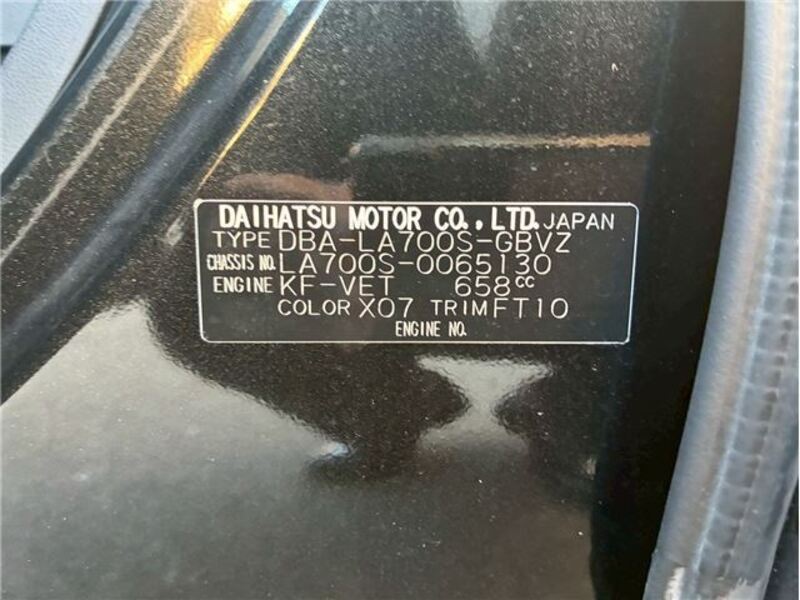 DAIHATSU MOTOR CO., LTD. JAPAN
TYPE DBA-LA700S-GBVZ
CHASSIS NO. LA700S-0065130
ENGINE KF-VET 658cc
COLOR X07 TRIM FT10
ENGINE NO.